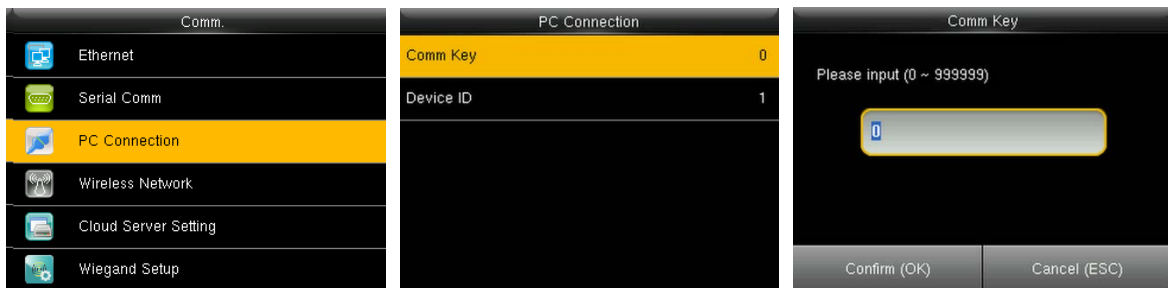 Comm.
Ethernet
Serial Comm
PC Connection
Wireless Network
Cloud Server Setting
Wiegand Setup
PC Connection
Comm Key 0
Device ID 1
Comm Key
Please input (0 ~ 999999)
0
Confirm (OK) Cancel (ESC)